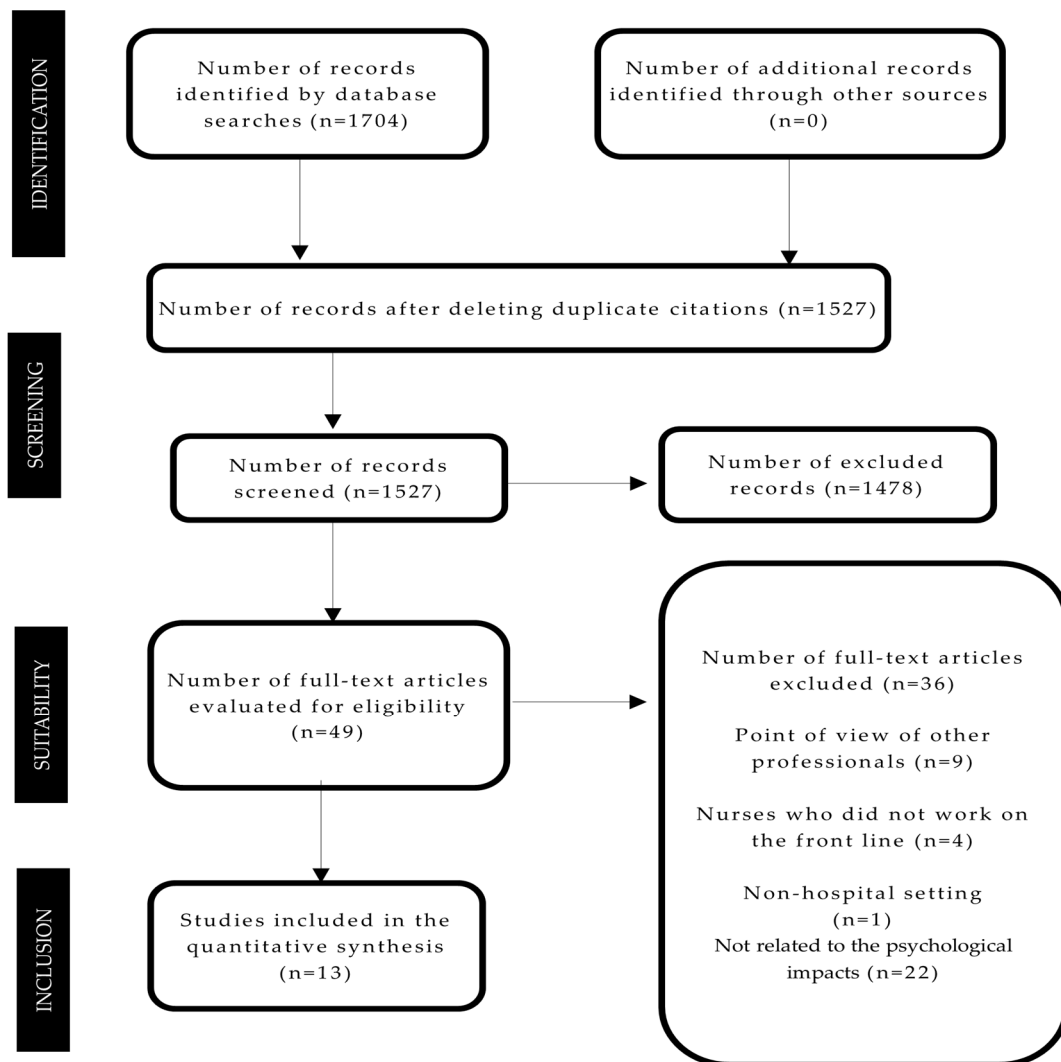 IDENTIFICATION
Number of records
identified by database
searches (n=1704)
Number of additional records
identified through other sources
(n=0)
Number of records after deleting duplicate citations (n=1527)
SCREENING
Number of records
screened (n=1527)
Number of excluded
records (n=1478)
SUITABILITY
Number of full-text articles
evaluated for eligibility
(n=49)
Number of full-text articles
excluded (n=36)
Point of view of other
professionals (n=9)
Nurses who did not work on
the front line (n=4)
Non-hospital setting
(n=1)
Not related to the psychological
impacts (n=22)
INCLUSION
Studies included in the
quantitative synthesis
(n=13)